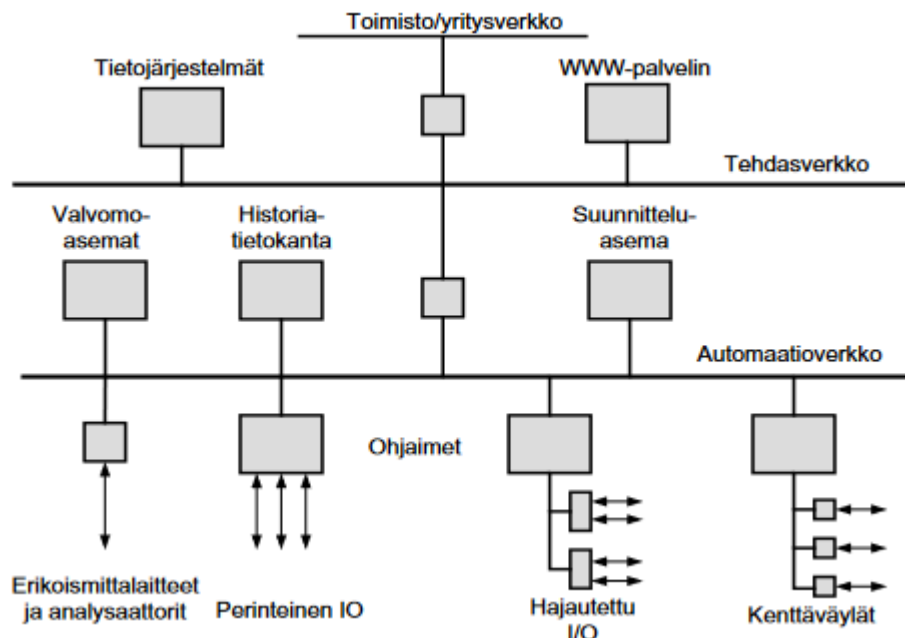 Toimisto/yritysverkko
Tietojärjestelmät
WWW-palvelin
Tehdasverkko
Valvomo-
asemat
Historia-
tietokanta
Suunnittelu-
asema
Automaatioverkko
Ohjaimet
Erikoismittalaitteet
ja analysaattorit
Perinteinen IO
Hajautettu
I/O
Kenttäväylät